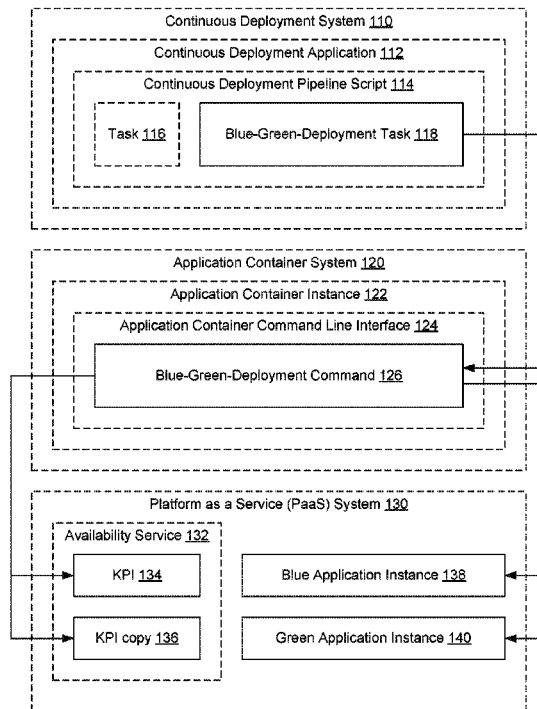 Continuous Deployment System 110
Continuous Deployment Application 112
Continuous Deployment Pipeline Script 114
Task 116
Blue-Green-Deployment Task 118
Application Container System 120
Application Container Instance 122
Application Container Command Line Interface 124
Blue-Green-Deployment Command 126
Platform as a Service (PaaS) System 130
Availability Service 132
KPI 134
Blue Application Instance 138
KPI copy 136
Green Application Instance 140